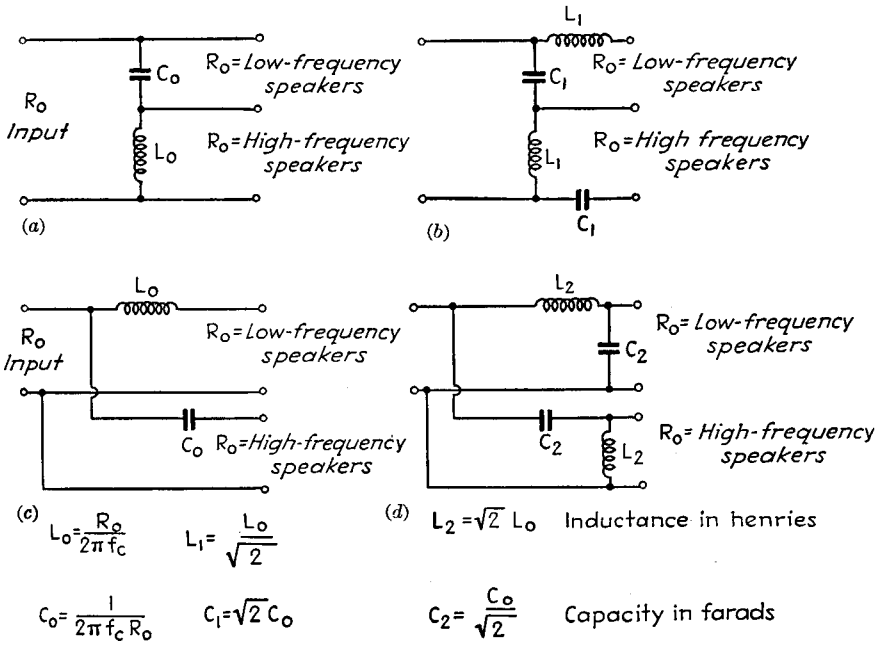 L₁
C₀
R₀=Low-frequency
speakers
R₀
Input
L₀
R₀=High-frequency
speakers
(a)
C₁
R₀=Low-frequency
speakers
L₁
R₀=High frequency
speakers
C₁
(b)
L₀
R₀
Input
R₀=Low-frequency
speakers
C₀
R₀=High-frequency
speakers
(c)
L₂
C₂
R₀=Low-frequency
speakers
C₂
L₂
R₀=High-frequency
speakers
(d)
L₀=R₀/2πf_c
L₁=L₀/√2
L₂=√2 L₀ Inductance in henries
C₀=1/2πf_c R₀
C₁=√2 C₀
C₂=C₀/√2 Capacity in farads